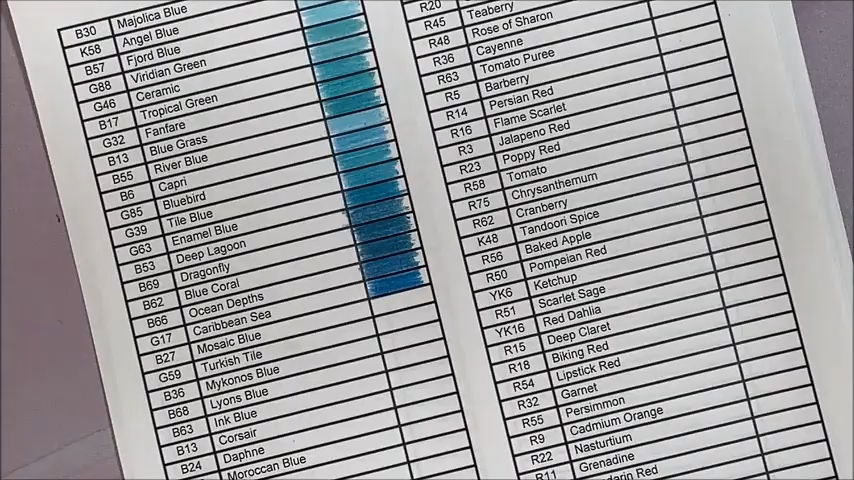 B30 Majolica Blue
K58 Angel Blue
B57 Fjord Blue
G88 Viridian Green
G46 Ceramic
B17 Tropical Green
G32 Fanfare
B13 Blue Grass
B55 River Blue
B6 Capri
G85 Bluebird
G39 Tile Blue
G63 Enamel Blue
B53 Deep Lagoon
B69 Dragonfly
B62 Blue Coral
B66 Ocean Depths
G17 Caribbean Sea
B27 Mosaic Blue
G59 Turkish Tile
B36 Mykonos Blue
B68 Lyons Blue
B63 Ink Blue
B13 Corsair
B24 Daphne
Moroccan Blue
R20
R45 Teaberry
R48 Rose of Sharon
R36 Cayenne
R63 Tomato Puree
R5 Barberry
R14 Persian Red
R16 Flame Scarlet
R3 Jalapeno Red
R23 Poppy Red
R58 Tomato
R75 Chrysanthemum
R62 Cranberry
K48 Tandoori Spice
R56 Baked Apple
R50 Pompeian Red
YK6 Ketchup
R51 Scarlet Sage
YK16 Red Dahlia
R15 Deep Claret
R18 Biking Red
R54 Lipstick Red
R32 Garnet
R55 Persimmon
R9 Cadmium Orange
R22 Nasturtium
R11 Grenadine
Red